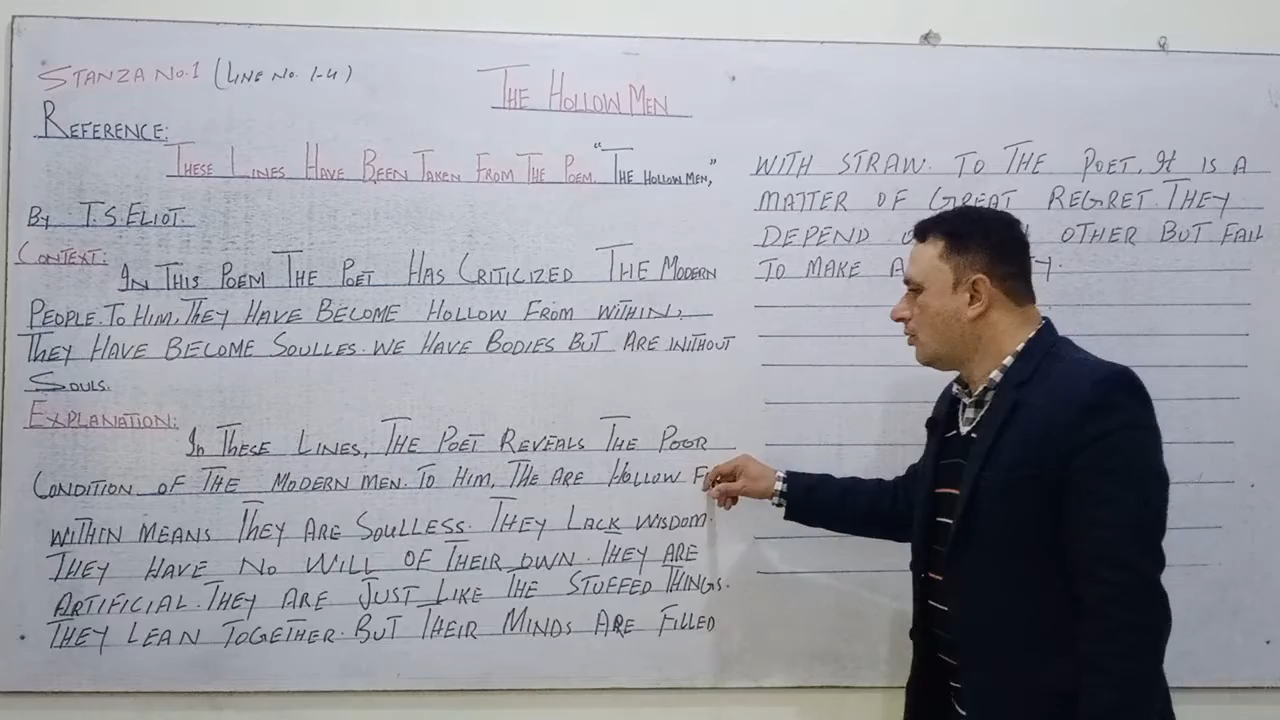 STANZA NO.1 (LINE NO. 1-4)
THE HOLLOW MEN
REFERENCE:
THESE LINES HAVE BEEN TAKEN FROM THE POEM "THE HOLLOW MEN,"
BY T.S. ELIOT.
CONTEXT:
IN THIS POEM THE POET HAS CRITICIZED THE MODERN
PEOPLE. TO HIM, THEY HAVE BECOME HOLLOW FROM WITHIN,
THEY HAVE BECOME SOULLES. WE HAVE BODIES BUT ARE WITHOUT
SOULS.
EXPLANATION:
In THESE LINES, THE POET REVEALS THE POOR
CONDITION OF THE MODERN MEN. TO HIM, THE ARE HOLLOW
WITHIN MEANS THEY ARE SOULLESS. THEY LACK WISDOM.
THEY HAVE NO WILL OF THEIR OWN. THEY ARE
ARTIFICIAL. THEY ARE JUST LIKE THE STUFFED THINGS.
THEY LEAN TOGETHER. BUT THEIR MINDS ARE FILLED
WITH STRAW. TO THE POET, It IS A
MATTER OF GREAT REGRET. THEY
DEPEND OTHER BUT FAIL
TO MAKE